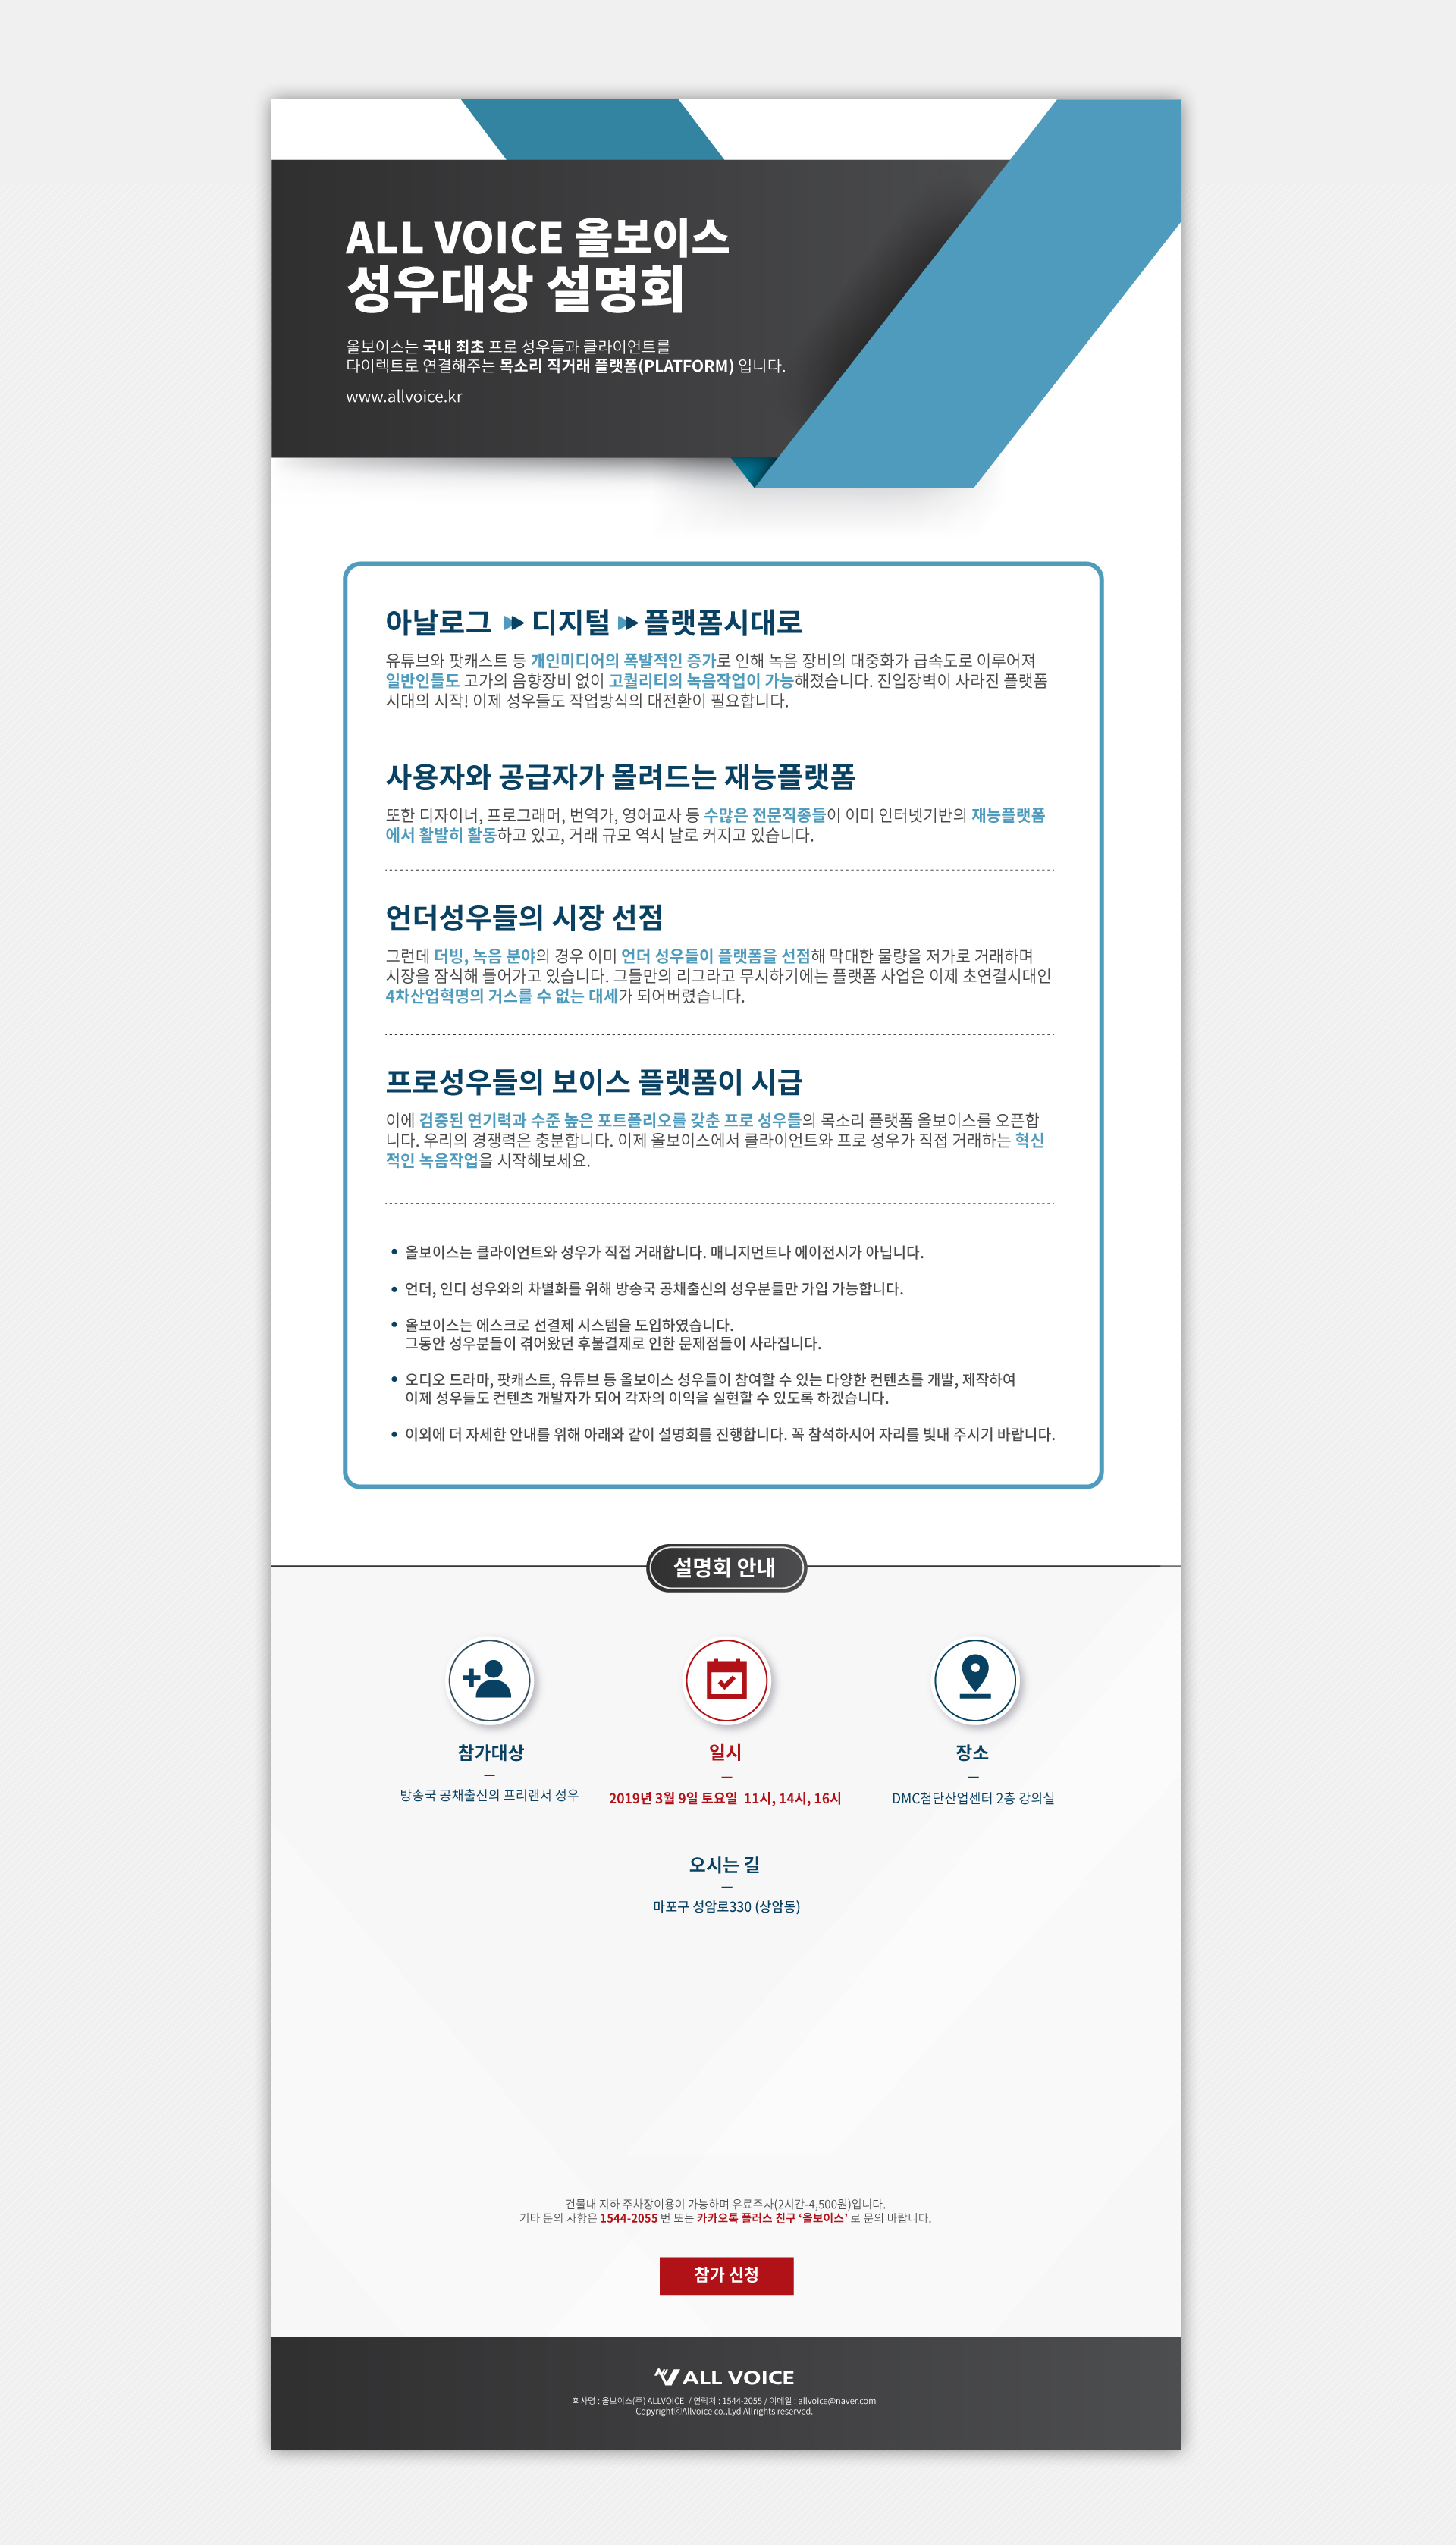 ALL VOICE 올보이스
성우대상 설명회
올보이스는 국내 최초 프로 성우들과 클라이언트를
다이렉트로 연결해주는 목소리 직거래 플랫폼(PLATFORM) 입니다.
www.allvoice.kr
아날로그 디지털 플랫폼시대로
유튜브와 팟캐스트 등 개인미디어의 폭발적인 증가로 인해 녹음 장비의 대중화가 급속도로 이루어져
일반인들도 고가의 음향장비 없이 고퀄리티의 녹음작업이 가능해졌습니다. 진입장벽이 사라진 플랫폼
시대의 시작! 이제 성우들도 작업방식의 대전환이 필요합니다.
사용자와 공급자가 몰려드는 재능플랫폼
또한 디자이너, 프로그래머, 번역가, 영어교사 등 수많은 전문직종들이 이미 인터넷기반의 재능플랫폼
에서 활발히 활동하고 있고, 거래 규모 역시 날로 커지고 있습니다.
언더성우들의 시장 선점
그런데 더빙, 녹음 분야의 경우 이미 언더 성우들이 플랫폼을 선점해 막대한 물량을 저가로 거래하며
시장을 잠식해 들어가고 있습니다. 그들만의 리그라고 무시하기에는 플랫폼 사업은 이제 초연결시대인
4차산업혁명의 거스를 수 없는 대세가 되어버렸습니다.
프로성우들의 보이스 플랫폼이 시급
이에 검증된 연기력과 수준 높은 포트폴리오를 갖춘 프로 성우들의 목소리 플랫폼 올보이스를 오픈합
니다. 우리의 경쟁력은 충분합니다. 이제 올보이스에서 클라이언트와 프로 성우가 직접 거래하는 혁신
적인 녹음작업을 시작해보세요.
• 올보이스는 클라이언트와 성우가 직접 거래합니다. 매니지먼트나 에이전시가 아닙니다.
• 언더, 인디 성우와의 차별화를 위해 방송국 공채출신의 성우분들만 가입 가능합니다.
• 올보이스는 에스크로 선결제 시스템을 도입하였습니다.
그동안 성우분들이 겪어왔던 후불결제로 인한 문제점들이 사라집니다.
• 오디오 드라마, 팟캐스트, 유튜브 등 올보이스 성우들이 참여할 수 있는 다양한 컨텐츠를 개발, 제작하여
이제 성우들도 컨텐츠 개발자가 되어 각자의 이익을 실현할 수 있도록 하겠습니다.
• 이외에 더 자세한 안내를 위해 아래와 같이 설명회를 진행합니다. 꼭 참석하시어 자리를 빛내 주시기 바랍니다.
설명회 안내
참가대상
방송국 공채출신의 프리랜서 성우
일시
2019년 3월 9일 토요일 11시, 14시, 16시
장소
DMC첨단산업센터 2층 강의실
오시는 길
마포구 성암로330 (상암동)
건물내 지하 주차장이용이 가능하며 유료주차(2시간-4,500원)입니다.
기타 문의 사항은 1544-2055 번 또는 카카오톡 플러스 친구 ‘올보이스’ 로 문의 바랍니다.
참가 신청
ALL VOICE
회사명 : 올보이스(주) ALLVOICE / 연락처 : 1544-2055 / 이메일 : allvoice@naver.com
CopyrightⓒAllvoice co.,Lyd Allrights reserved.